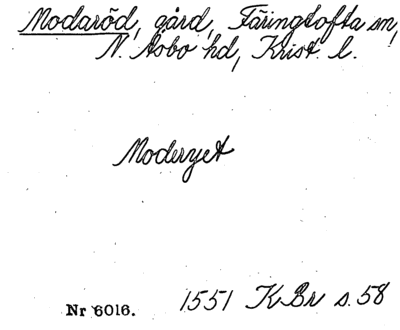 Modaröd, gård, Färingtofta sn,
N. Åsbo hd, Krist. l.
Moderyet
Nr 6016. 1551 K Br s. 58